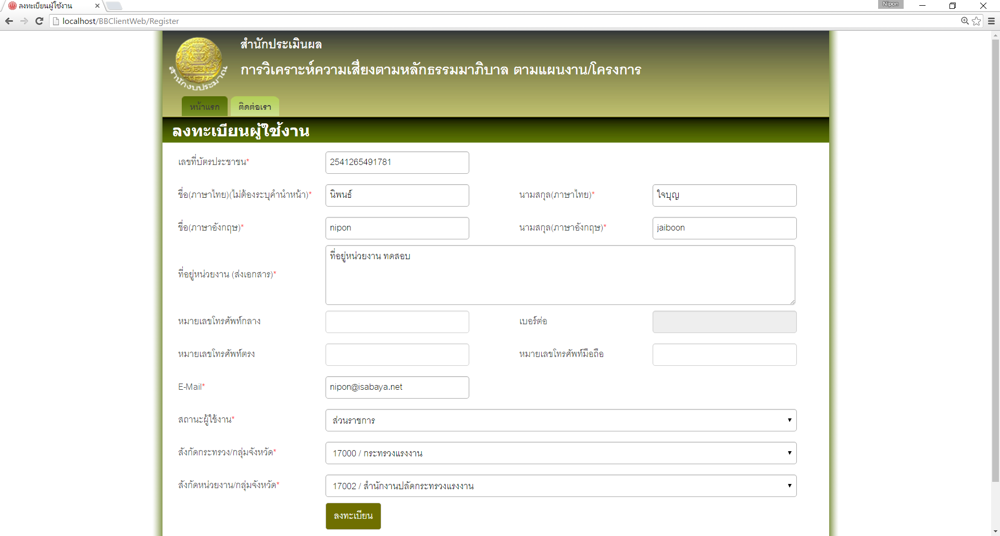 ลงทะเบียนผู้ใช้งาน
Nipon
localhost/BBClientWeb/Register
สำนักประเมินผล
การวิเคราะห์ความเสี่ยงตามหลักธรรมมาภิบาล ตามแผนงาน/โครงการ
สำนักงบประมาณ
หน้าแรก ติดต่อเรา
ลงทะเบียนผู้ใช้งาน
เลขที่บัตรประชาชน* 2541265491781
ชื่อ(ภาษาไทย)(ไม่ต้องระบุคำนำหน้า)* นิพนธ์ นามสกุล(ภาษาไทย)* ใจบุญ
ชื่อ(ภาษาอังกฤษ)* nipon นามสกุล(ภาษาอังกฤษ)* jaiboon
ที่อยู่หน่วยงาน (ส่งเอกสาร)* ที่อยู่หน่วยงาน ทดสอบ
หมายเลขโทรศัพท์กลาง เบอร์ต่อ
หมายเลขโทรศัพท์ตรง หมายเลขโทรศัพท์มือถือ
E-Mail* nipon@isabaya.net
สถานะผู้ใช้งาน* ส่วนราชการ
สังกัดกระทรวง/กลุ่มจังหวัด* 17000 / กระทรวงแรงงาน
สังกัดหน่วยงาน/กลุ่มจังหวัด* 17002 / สำนักงานปลัดกระทรวงแรงงาน
ลงทะเบียน